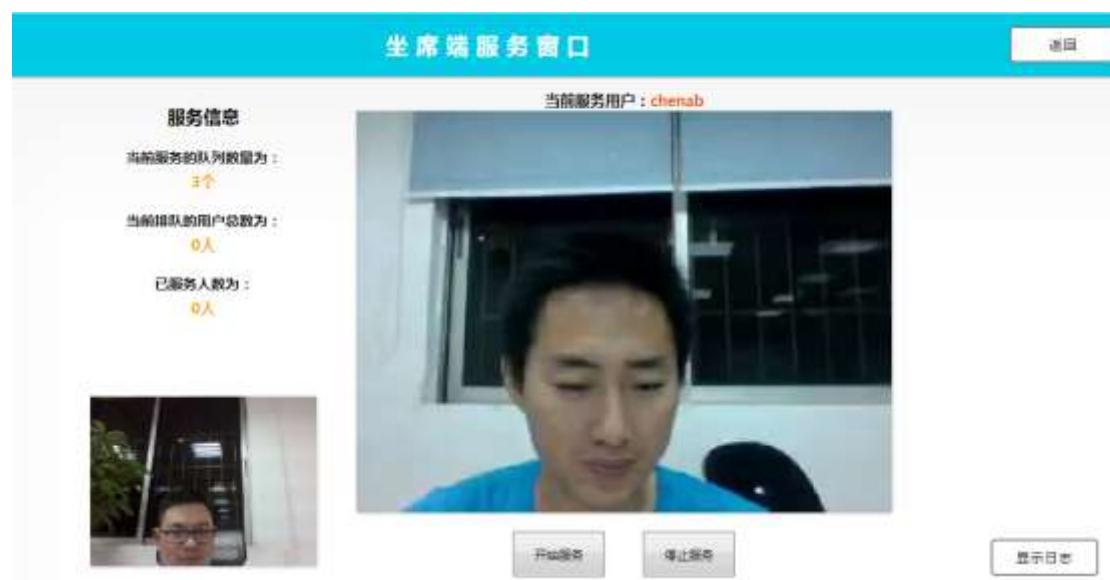 坐席端服务窗口
返回
当前服务用户：chenab
服务信息
当前服务的队列数量为：
3个
当前排队的用户总数为：
0人
已服务人数为：
0人
开始服务
停止服务
显示日志